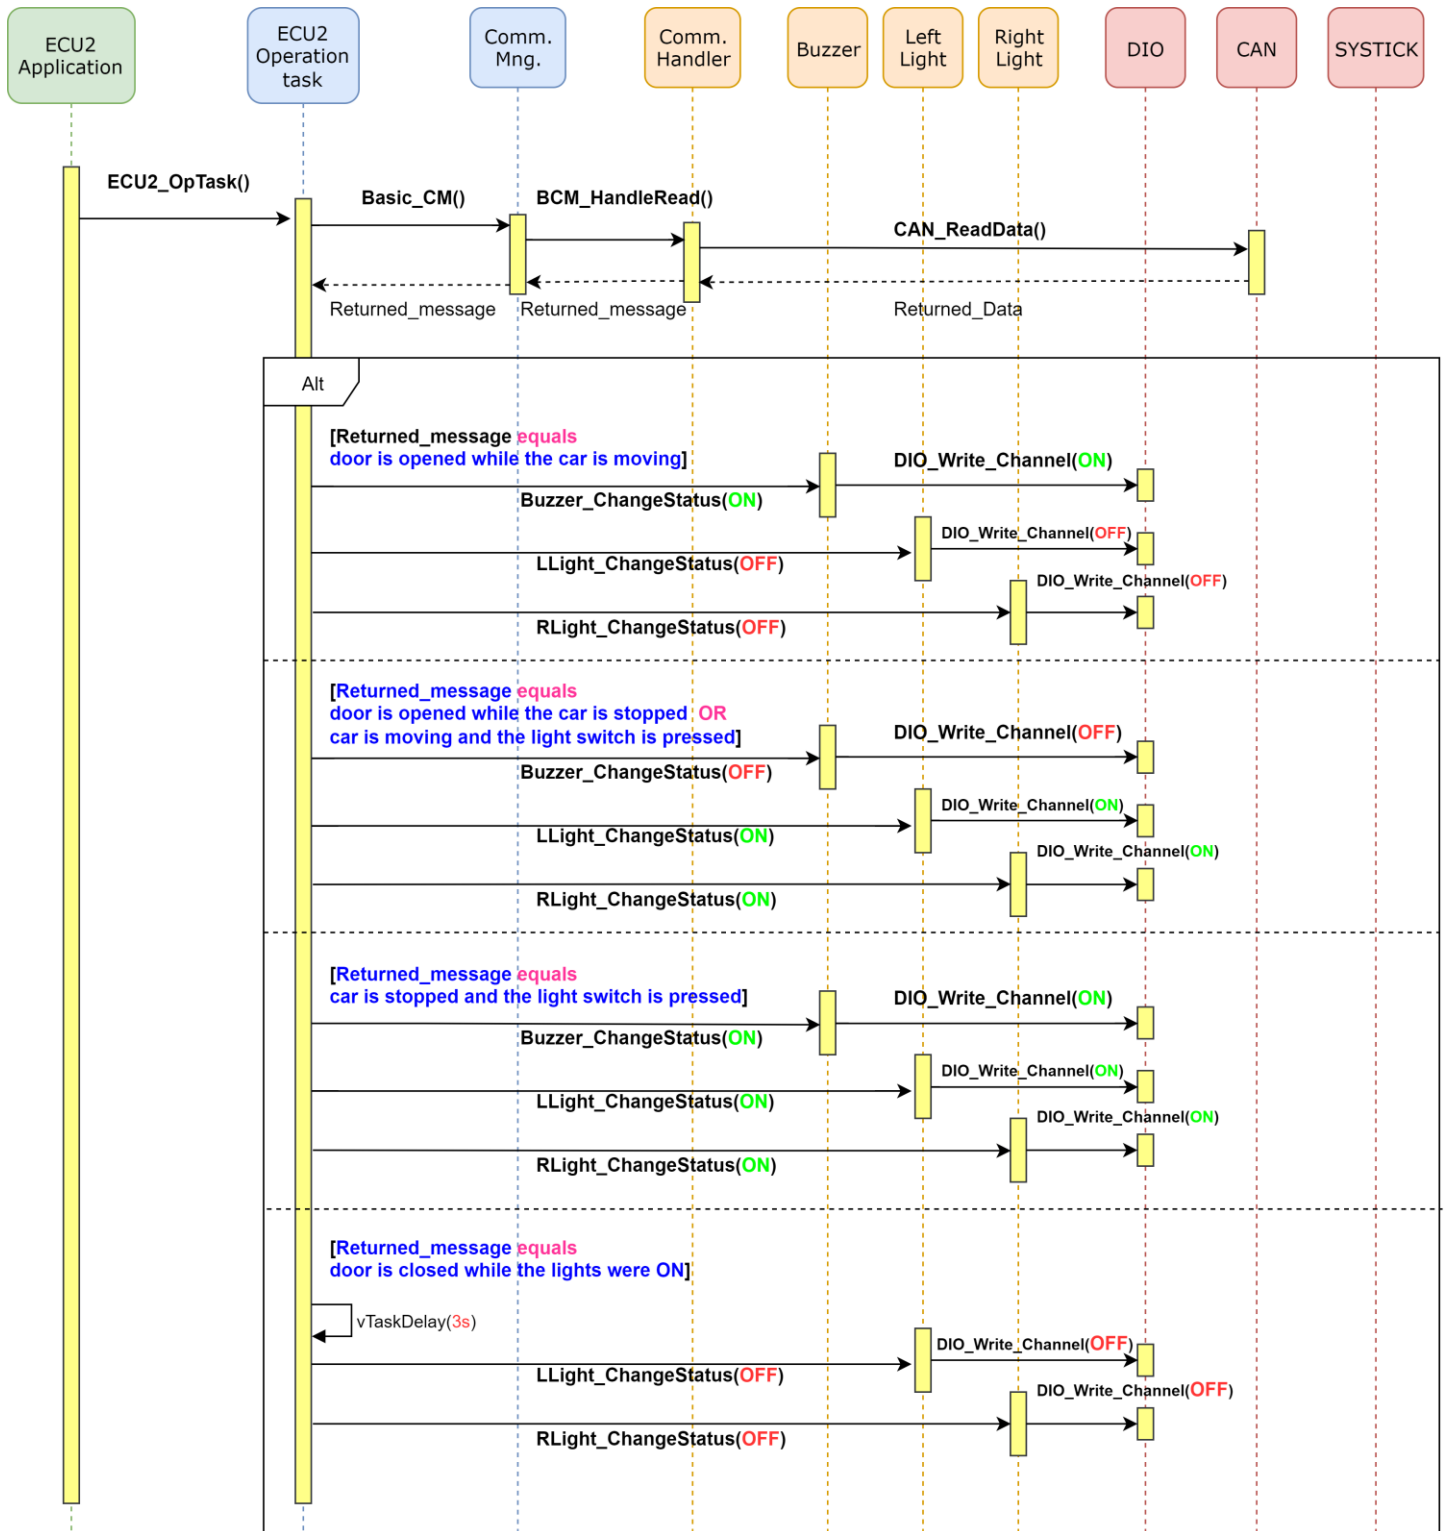 ECU2
Application
ECU2
Operation
task
Comm.
Mng.
Comm.
Handler
Buzzer
Left
Light
Right
Light
DIO
CAN
SYSTICK
ECU2_OpTask()
Basic_CM()
BCM_HandleRead()
CAN_ReadData()
Returned_message
Returned_message
Returned_Data
Alt
[Returned_message equals
door is opened while the car is moving]
DIO_Write_Channel(ON)
Buzzer_ChangeStatus(ON)
DIO_Write_Channel(OFF)
LLight_ChangeStatus(OFF)
DIO_Write_Channel(OFF)
RLight_ChangeStatus(OFF)
[Returned_message equals
door is opened while the car is stopped OR
car is moving and the light switch is pressed]
DIO_Write_Channel(OFF)
Buzzer_ChangeStatus(OFF)
DIO_Write_Channel(ON)
LLight_ChangeStatus(ON)
DIO_Write_Channel(ON)
RLight_ChangeStatus(ON)
[Returned_message equals
car is stopped and the light switch is pressed]
DIO_Write_Channel(ON)
Buzzer_ChangeStatus(ON)
DIO_Write_Channel(ON)
LLight_ChangeStatus(ON)
DIO_Write_Channel(ON)
RLight_ChangeStatus(ON)
[Returned_message equals
door is closed while the lights were ON]
vTaskDelay(3s)
DIO_Write_Channel(OFF)
LLight_ChangeStatus(OFF)
DIO_Write_Channel(OFF)
RLight_ChangeStatus(OFF)